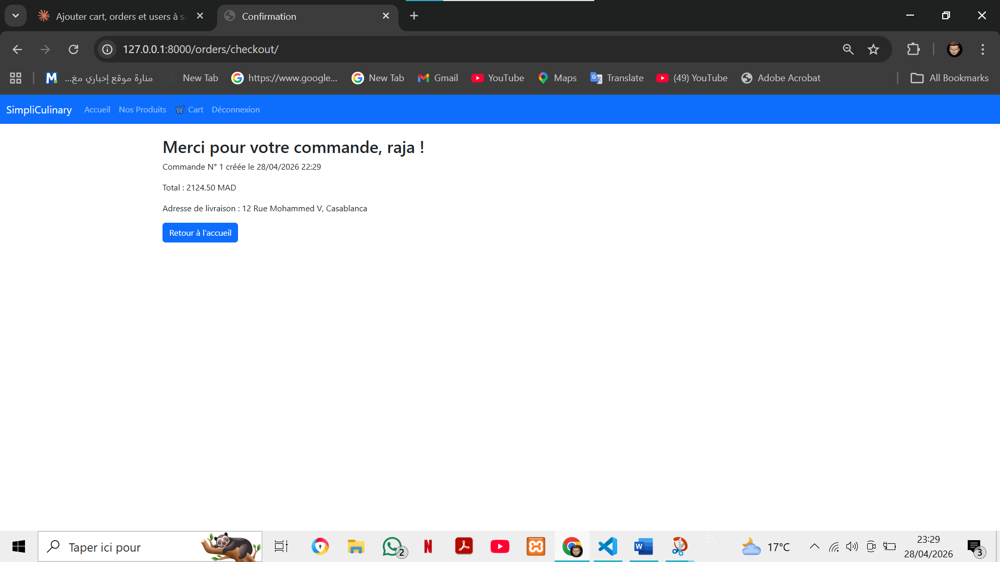 Ajouter cart, orders et users à sa
Confirmation
127.0.0.1:8000/orders/checkout/
منارة موقع إخباري مغ...
New Tab
https://www.google...
New Tab
Gmail
YouTube
Maps
Translate
(49) YouTube
Adobe Acrobat
All Bookmarks
SimpliCulinary
Accueil
Nos Produits
Cart
Déconnexion
Merci pour votre commande, raja !
Commande N° 1 créée le 28/04/2026 22:29
Total : 2124.50 MAD
Adresse de livraison : 12 Rue Mohammed V, Casablanca
Retour à l'accueil
Taper ici pour
2
17°C
EN
23:29
28/04/2026
3